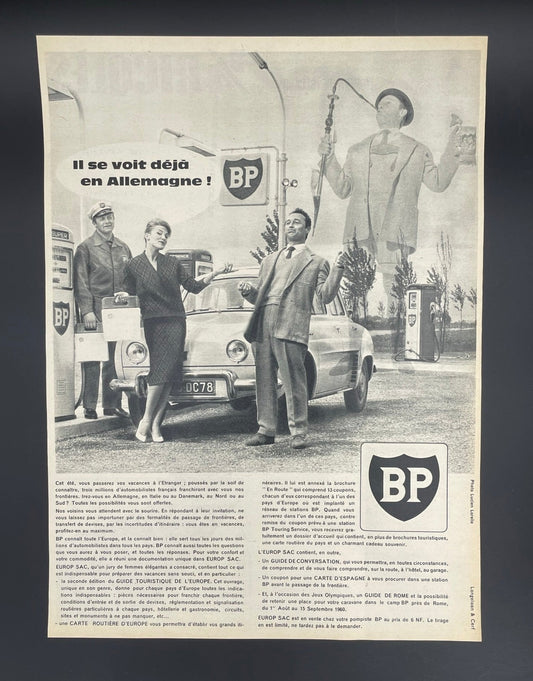 Il se voit déjà
en Allemagne !
BP
SUPER
BP
BP
DC78
Cet été, vous passerez vos vacances à l'Etranger ; poussés par la soif de
connaître, trois millions d'automobilistes français franchiront avec vous nos
frontières. Irez-vous en Allemagne, en Italie ou au Danemark, au Nord ou au
Sud ? Toutes les possibilités vous sont offertes.
Nos voisins vous attendent avec le sourire. En répondant à leur invitation, ne
vous laissez pas importuner par des formalités de passage de frontières, de
transfert de devises, par les incertitudes d'itinéraire : vous êtes en vacances,
profitez-en au maximum.
BP connaît toute l'Europe, et la connaît bien : elle sert tous les jours des mil-
lions d'automobilistes dans tous les pays. BP connaît aussi toutes les questions
que vous aurez à vous poser, et toutes les réponses. Pour votre confort et
votre commodité, elle a réuni une documentation unique dans EUROP SAC.
EUROP SAC, qu'un jury de femmes élégantes a consacré, contient tout ce qui
est indispensable pour préparer des vacances sans souci, et en particulier :
- la seconde édition du GUIDE TOURISTIQUE DE L'EUROPE. Cet ouvrage,
unique en son genre, donne pour chaque pays d'Europe toutes les indica-
tions indispensables : pièces nécessaires pour franchir chaque frontière,
conditions d'entrée et de sortie de devises, réglementation et signalisation
routières particulières à chaque pays, hôtellerie et gastronomie, circuits,
sites et monuments à ne pas manquer, etc...
- une CARTE ROUTIÈRE D'EUROPE vous permettra d'établir vos grands iti-
néraires. Il lui est annexé la brochure
" En Route " qui comprend 13 coupons,
chacun d'eux correspondant à l'un des
pays d'Europe où est implanté un
réseau de stations BP. Quand vous
arriverez dans l'un de ces pays, contre
remise du coupon prévu à une station
BP Touring Service, vous recevrez gra-
tuitement un dossier d'accueil qui contient, en plus de brochures touristiques,
une carte routière du pays et un charmant cadeau souvenir.
L'EUROP SAC contient, en outre,
- Un GUIDE DE CONVERSATION, qui vous permettra, en toutes circonstances,
de comprendre et de vous faire comprendre, sur la route, à l'hôtel, au garage.
- Un coupon pour une CARTE D'ESPAGNE à vous procurer dans une station
BP avant le passage de la frontière.
- Et, à l'occasion des Jeux Olympiques, un GUIDE DE ROME et la possibilité
de retenir une place pour votre caravane dans le camp BP près de Rome,
du 1er Août au 15 Septembre 1960.
EUROP SAC est en vente chez votre pompiste BP au prix de 6 NF. Le tirage
en est limité, ne tardez pas à le demander.
BP
Photo Lucien Lorelle
Langelaan & Cerf